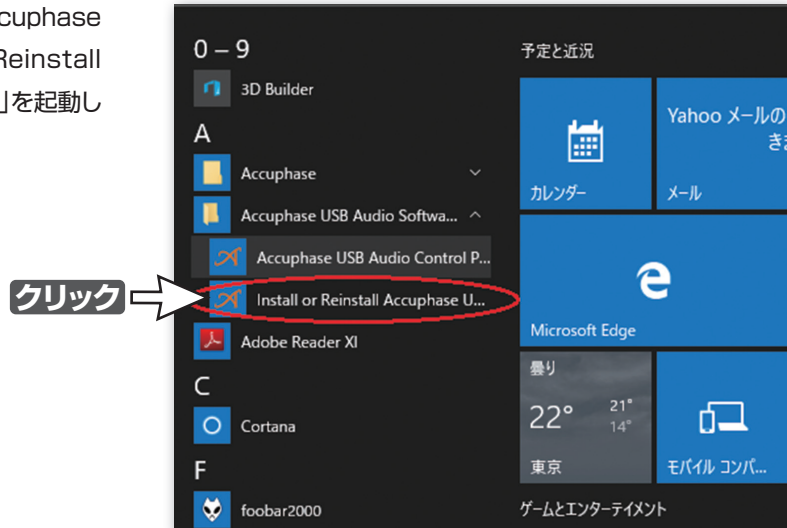 cuphase
Reinstall
」を起動し
クリック
0 – 9
3D Builder
A
Accuphase
Accuphase USB Audio Softwa...
Accuphase USB Audio Control P...
Install or Reinstall Accuphase U...
Adobe Reader XI
C
Cortana
F
foobar2000
予定と近況
カレンダー
Yahoo メールの
メール
Microsoft Edge
曇り
22° 21°
14°
東京
モバイル コンパ...
ゲームとエンターテイメント